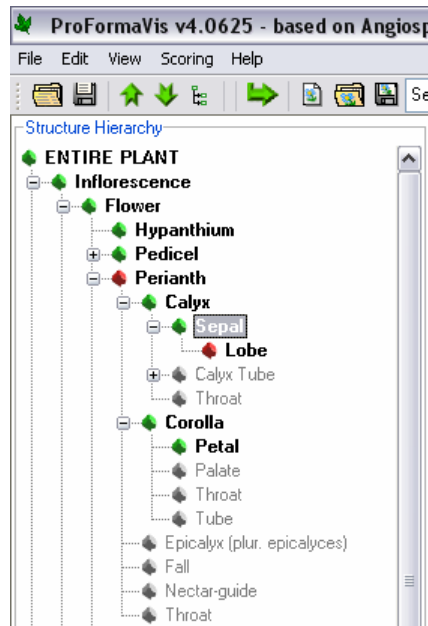 ProFormaVis v4.0625 - based on Angiosp
File Edit View Scoring Help
Se
Structure Hierarchy
ENTIRE PLANT
Inflorescence
Flower
Hypanthium
Pedicel
Perianth
Calyx
Sepal
Lobe
Calyx Tube
Throat
Corolla
Petal
Palate
Throat
Tube
Epicalyx (plur. epicalyces)
Fall
Nectar-guide
Throat